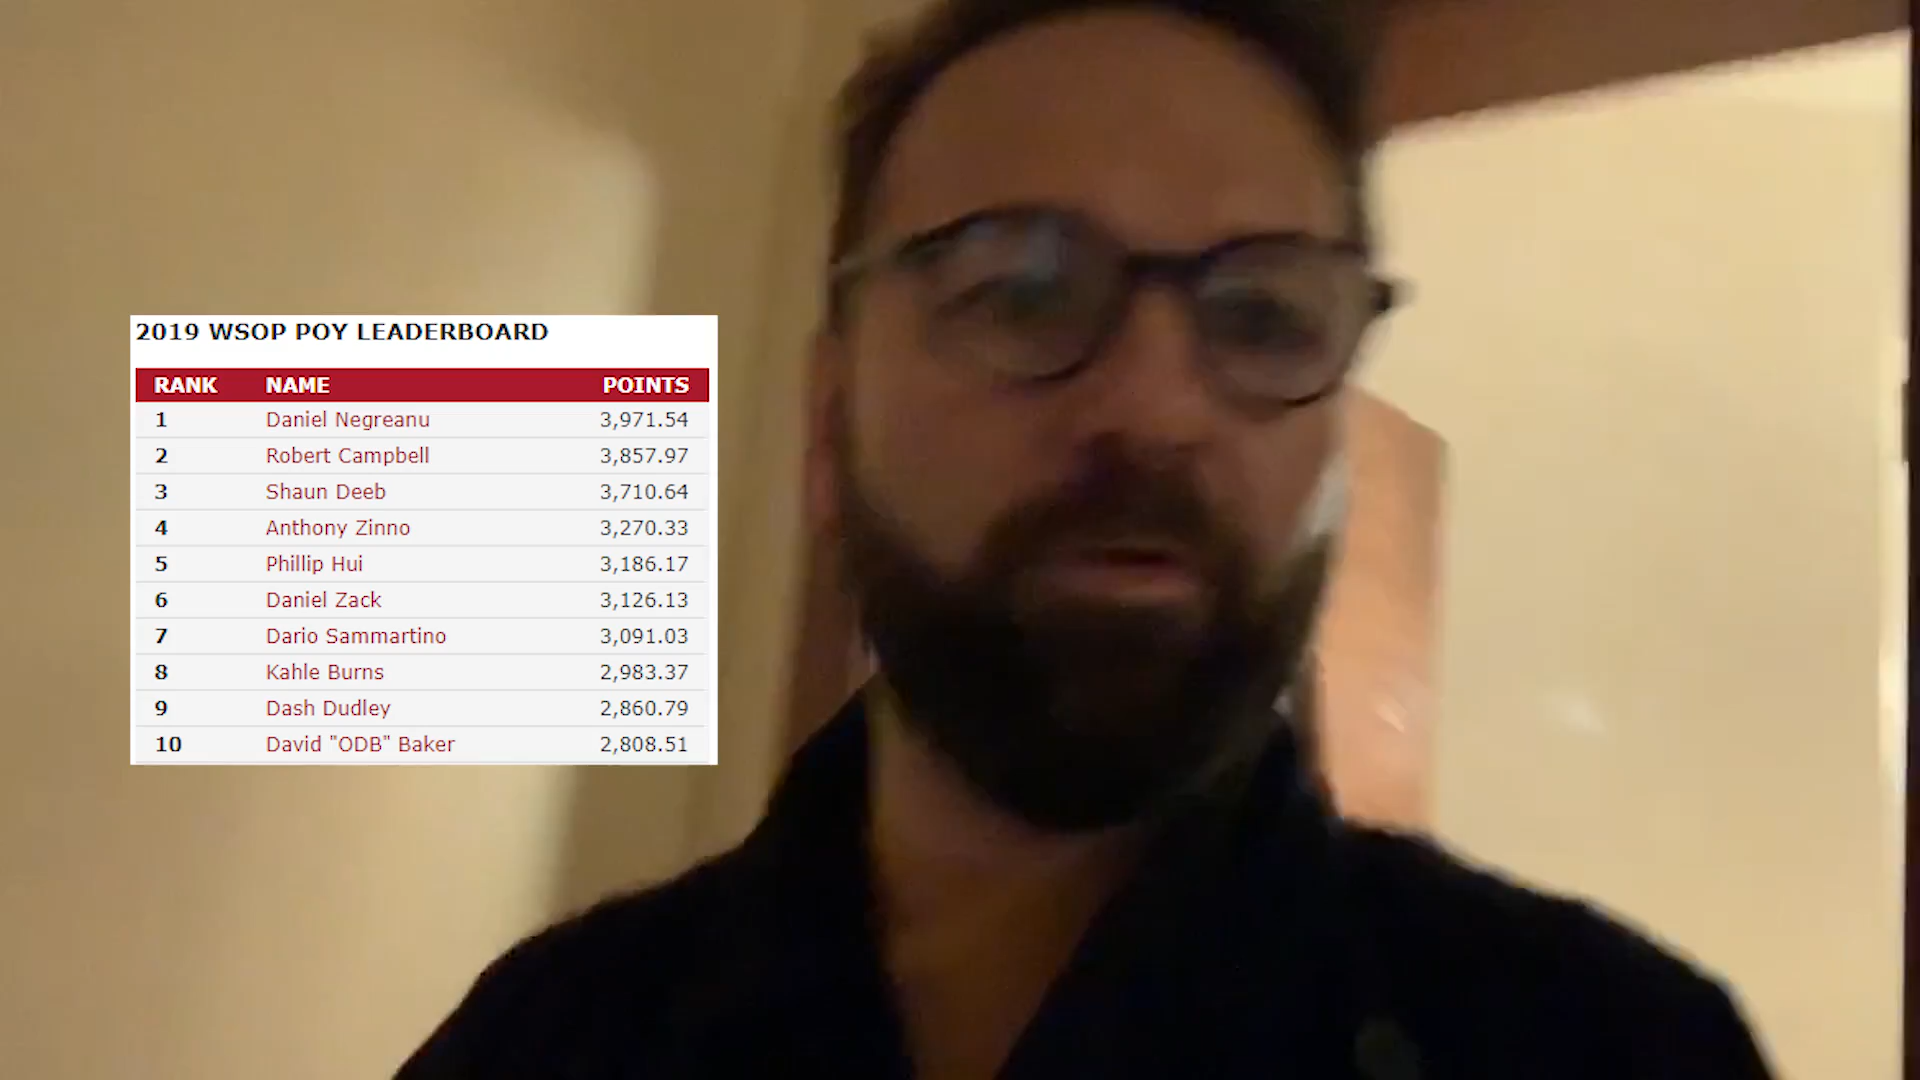 2019 WSOP POY LEADERBOARD
RANK NAME POINTS
1 Daniel Negreanu 3,971.54
2 Robert Campbell 3,857.97
3 Shaun Deeb 3,710.64
4 Anthony Zinno 3,270.33
5 Phillip Hui 3,186.17
6 Daniel Zack 3,126.13
7 Dario Sammartino 3,091.03
8 Kahle Burns 2,983.37
9 Dash Dudley 2,860.79
10 David "ODB" Baker 2,808.51